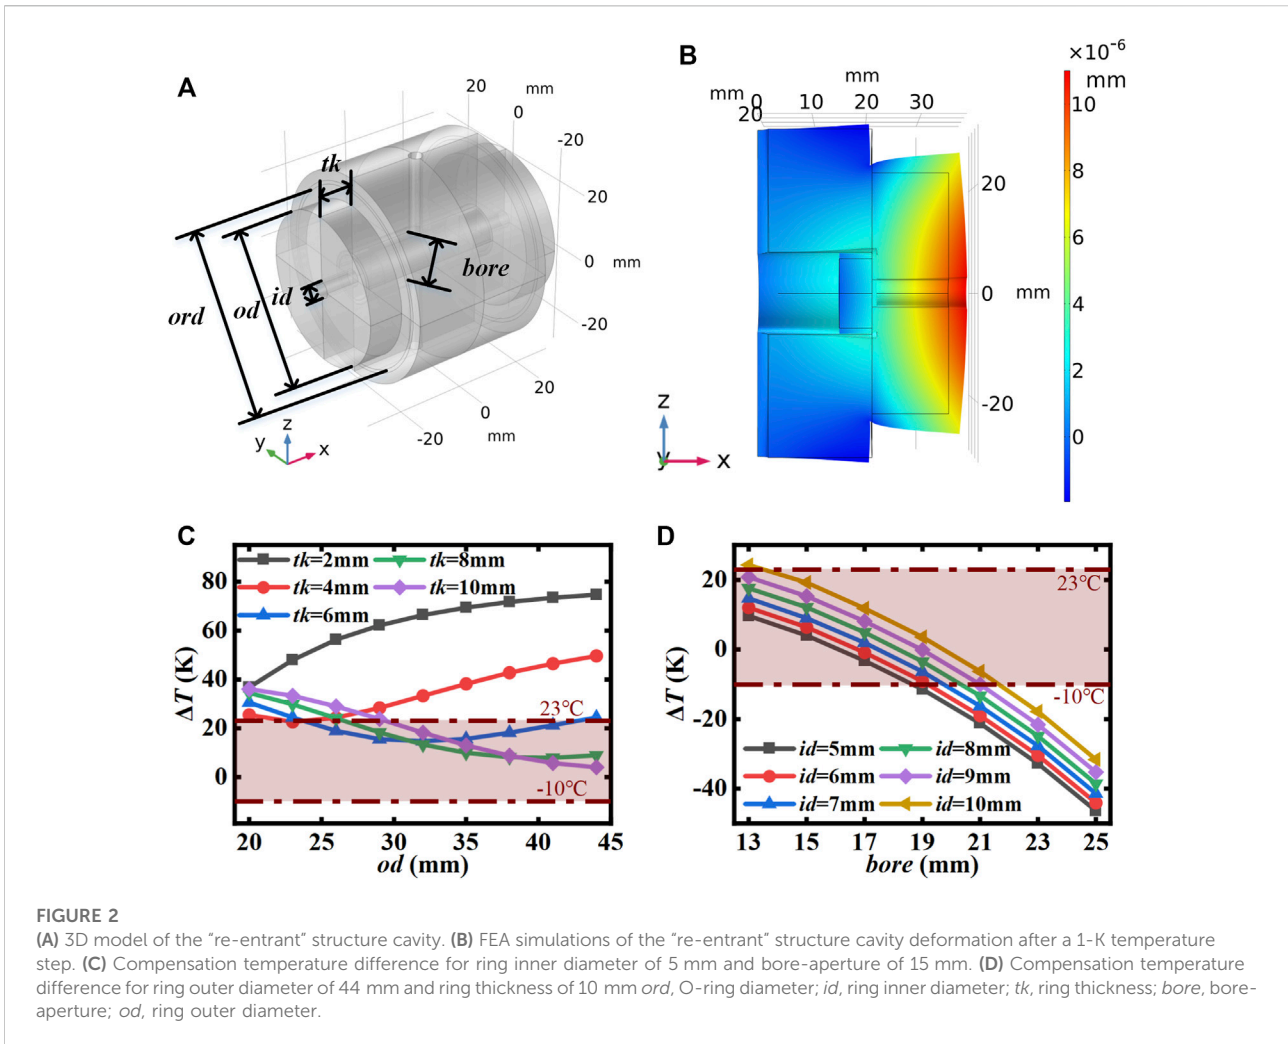 A
20
mm
0
-20
tk
20
0
mm
bore
id
od
ord
-20
20
0
mm
-20
z
y
x
B
×10⁻⁶
mm
mm
mm
0
10
20
30
20
10
8
6
4
2
0
20
0
mm
-20
z
y
x
C
tk=2mm
tk=8mm
tk=4mm
tk=10mm
tk=6mm
80
60
40
20
0
ΔT (K)
23℃
-10℃
20
25
30
35
40
45
od (mm)
D
20
0
-20
-40
ΔT (K)
23℃
-10℃
id=5mm
id=8mm
id=6mm
id=9mm
id=7mm
id=10mm
13
15
17
19
21
23
25
bore (mm)
FIGURE 2
(A) 3D model of the “re-entrant” structure cavity. (B) FEA simulations of the “re-entrant” structure cavity deformation after a 1-K temperature
step. (C) Compensation temperature difference for ring inner diameter of 5 mm and bore-aperture of 15 mm. (D) Compensation temperature
difference for ring outer diameter of 44 mm and ring thickness of 10 mm ord, O-ring diameter; id, ring inner diameter; tk, ring thickness; bore, bore-
aperture; od, ring outer diameter.